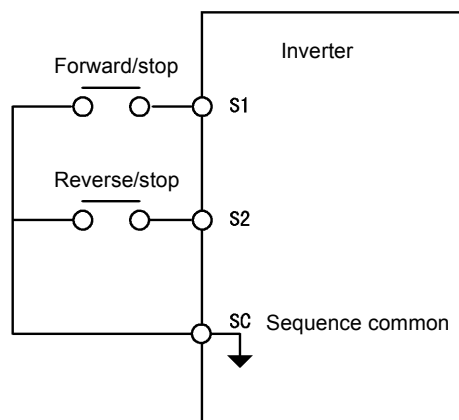 Inverter
Forward/stop
S1
Reverse/stop
S2
SC Sequence common